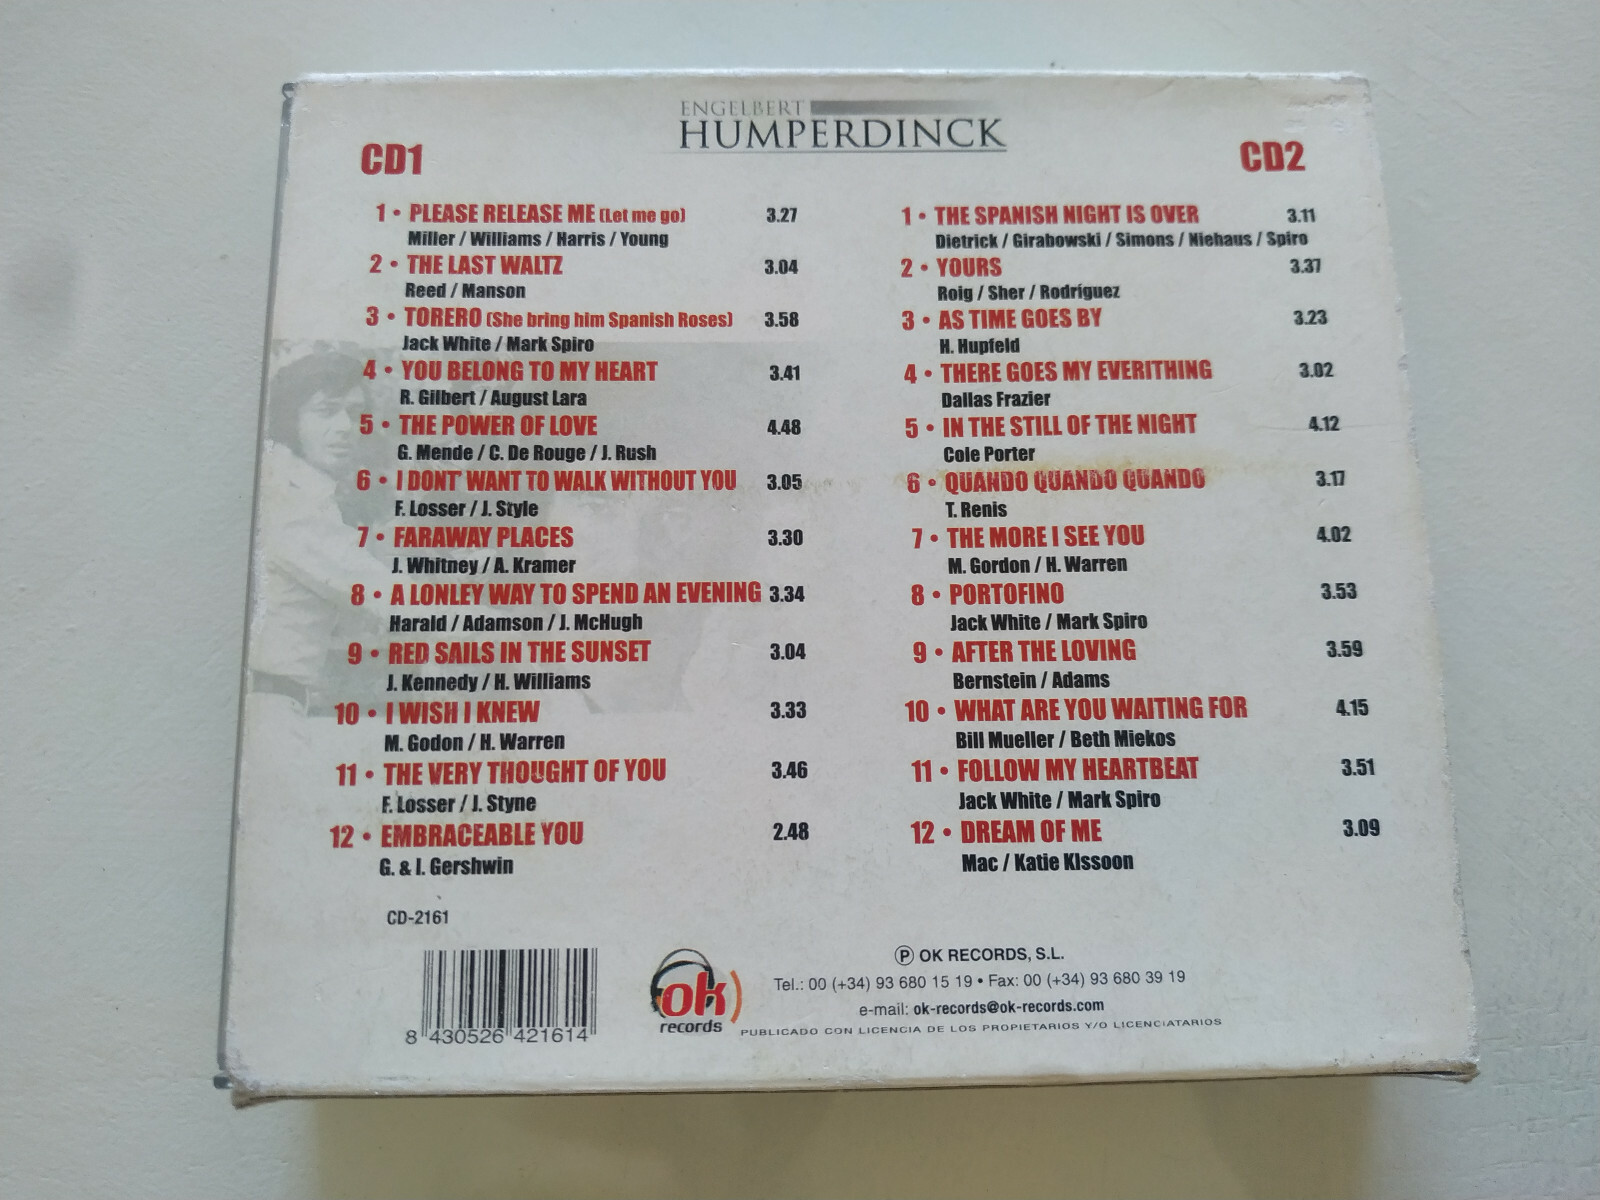 ENGELBERT
HUMPERDINCK
CD1
1 • PLEASE RELEASE ME (Let me go) 3.27
Miller / Williams / Harris / Young
2 • THE LAST WALTZ 3.04
Reed / Manson
3 • TORERO (She bring him Spanish Roses) 3.58
Jack White / Mark Spiro
4 • YOU BELONG TO MY HEART 3.41
R. Gilbert / August Lara
5 • THE POWER OF LOVE 4.48
G. Mende / C. De Rouge / J. Rush
6 • I DONT' WANT TO WALK WITHOUT YOU 3.05
F. Losser / J. Style
7 • FARAWAY PLACES 3.30
J. Whitney / A. Kramer
8 • A LONLEY WAY TO SPEND AN EVENING 3.34
Harald / Adamson / J. McHugh
9 • RED SAILS IN THE SUNSET 3.04
J. Kennedy / H. Williams
10 • I WISH I KNEW 3.33
M. Godon / H. Warren
11 • THE VERY THOUGHT OF YOU 3.46
F. Losser / J. Styne
12 • EMBRACEABLE YOU 2.48
G. & I. Gershwin
CD2
1 • THE SPANISH NIGHT IS OVER 3.11
Dietrick / Girabowski / Simons / Niehaus / Spiro
2 • YOURS 3.37
Roig / Sher / Rodríguez
3 • AS TIME GOES BY 3.23
H. Hupfeld
4 • THERE GOES MY EVERITHING 3.02
Dallas Frazier
5 • IN THE STILL OF THE NIGHT 4.12
Cole Porter
6 • QUANDO QUANDO QUANDO 3.17
T. Renis
7 • THE MORE I SEE YOU 4.02
M. Gordon / H. Warren
8 • PORTOFINO 3.53
Jack White / Mark Spiro
9 • AFTER THE LOVING 3.59
Bernstein / Adams
10 • WHAT ARE YOU WAITING FOR 4.15
Bill Mueller / Beth Miekos
11 • FOLLOW MY HEARTBEAT 3.51
Jack White / Mark Spiro
12 • DREAM OF ME 3.09
Mac / Katie KIssoon
CD-2161
8 430526 421614
ok
records
Ⓟ OK RECORDS, S.L.
Tel.: 00 (+34) 93 680 15 19 • Fax: 00 (+34) 93 680 39 19
e-mail: ok-records@ok-records.com
PUBLICADO CON LICENCIA DE LOS PROPIETARIOS Y/O LICENCIATARIOS